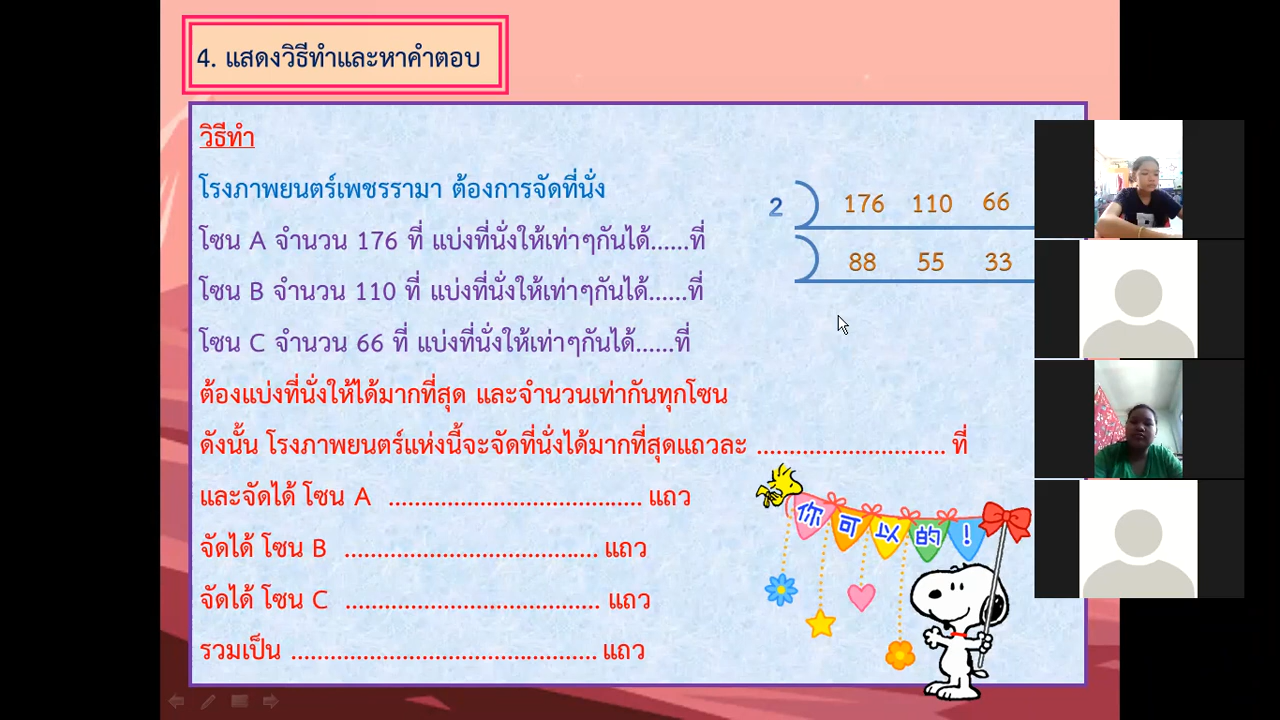 4. แสดงวิธีทำและหาคำตอบ
วิธีทำ
โรงภาพยนตร์เพชรรามา ต้องการจัดที่นั่ง
โซน A จำนวน 176 ที่ แบ่งที่นั่งให้เท่าๆกันได้......ที่
โซน B จำนวน 110 ที่ แบ่งที่นั่งให้เท่าๆกันได้......ที่
โซน C จำนวน 66 ที่ แบ่งที่นั่งให้เท่าๆกันได้......ที่
ต้องแบ่งที่นั่งให้ได้มากที่สุด และจำนวนเท่ากันทุกโซน
ดังนั้น โรงภาพยนตร์แห่งนี้จะจัดที่นั่งได้มากที่สุดแถวละ ............................ ที่
และจัดได้ โซน A ...................................... แถว
จัดได้ โซน B ...................................... แถว
จัดได้ โซน C ...................................... แถว
รวมเป็น .............................................. แถว
2 176 110 66
88 55 33
你可以的!